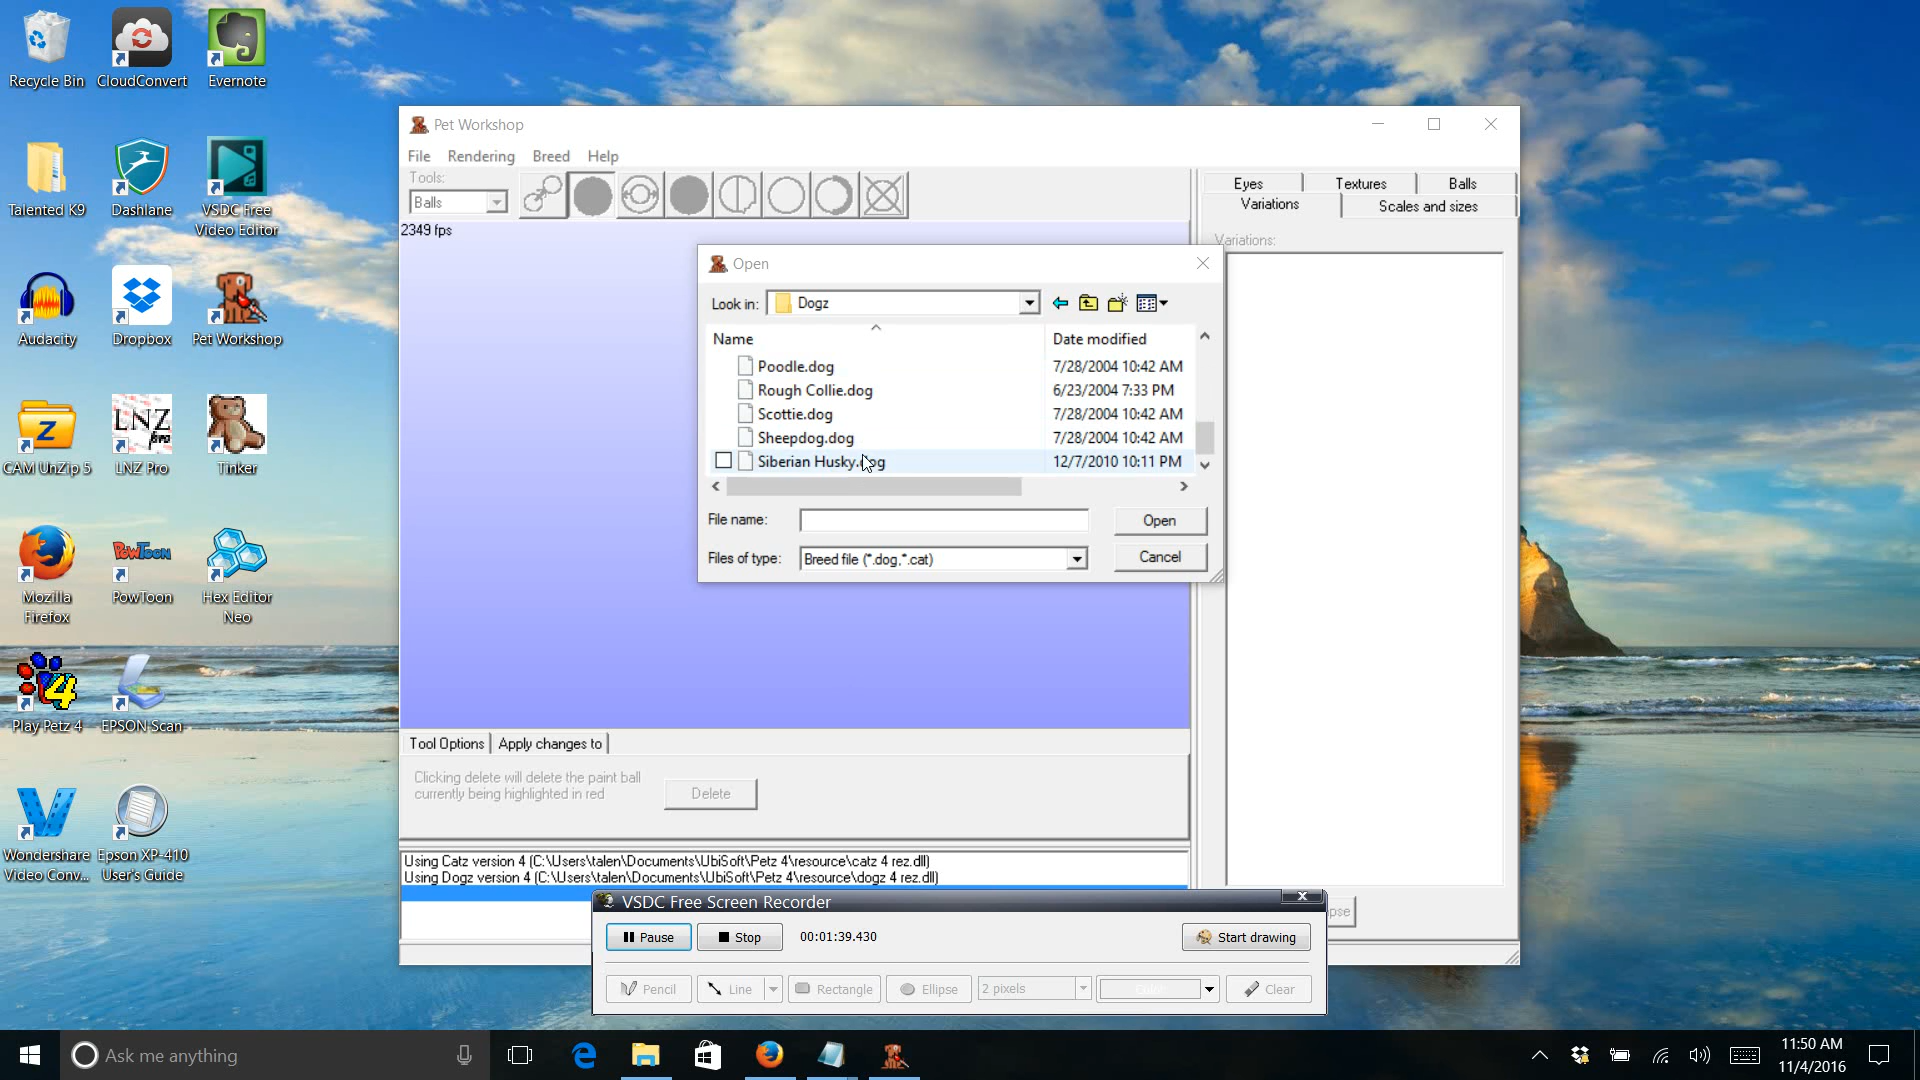 Recycle Bin
CloudConvert
Evernote
Talented K9
Dashlane
VSDC Free
Video Editor
Audacity
Dropbox
Pet Workshop
CAM UnZip 5
LNZ
pro
LNZ Pro
Tinker
Mozilla
Firefox
PowToon
PowToon
Hex Editor
Neo
4
Play Petz 4
EPSON Scan
Wondershare
Video Conv...
Epson XP-410
User's Guide
Pet Workshop
File Rendering Breed Help
Tools:
Balls
2349 fps
Eyes Textures Balls
Variations Scales and sizes
Variations:
Open
Look in: Dogz
Name Date modified
Poodle.dog 7/28/2004 10:42 AM
Rough Collie.dog 6/23/2004 7:33 PM
Scottie.dog 7/28/2004 10:42 AM
Sheepdog.dog 7/28/2004 10:42 AM
Siberian Husky.dog 12/7/2010 10:11 PM
File name: Open
Files of type: Breed file (*.dog,*.cat) Cancel
Tool Options Apply changes to
Clicking delete will delete the paint ball
currently being highlighted in red
Delete
Using Catz version 4 (C:\Users\talen\Documents\UbiSoft\Petz 4\resource\catz 4 rez.dll)
Using Dogz version 4 (C:\Users\talen\Documents\UbiSoft\Petz 4\resource\dogz 4 rez.dll)
VSDC Free Screen Recorder
Pause Stop 00:01:39.430 Start drawing
Pencil Line Rectangle Ellipse 2 pixels Color Clear
Ask me anything
11:50 AM
11/4/2016